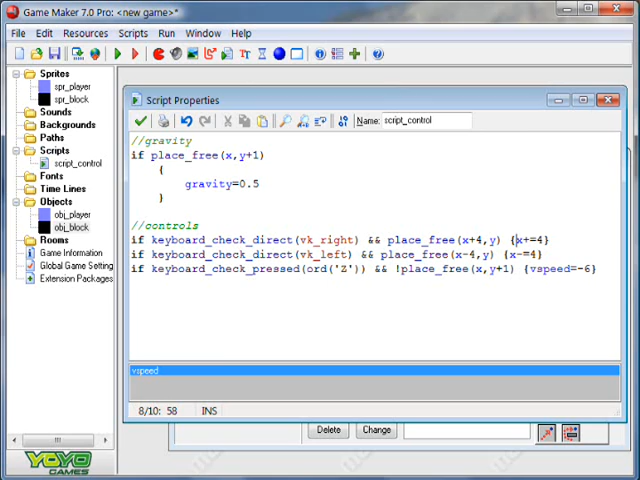 Game Maker 7.0 Pro: <new game>*
File Edit Resources Scripts Run Window Help
Sprites
spr_player
spr_block
Sounds
Backgrounds
Paths
Scripts
script_control
Fonts
Time Lines
Objects
obj_player
obj_block
Rooms
Game Information
Global Game Setting
Extension Packages
YOYO
GAMES
Script Properties
Name: script_control
//gravity
if place_free(x,y+1)
{
gravity=0.5
}
//controls
if keyboard_check_direct(vk_right) && place_free(x+4,y) {x+=4}
if keyboard_check_direct(vk_left) && place_free(x-4,y) {x-=4}
if keyboard_check_pressed(ord('Z')) && !place_free(x,y+1) {vspeed=-6}
vspeed
8/10: 58 INS
Delete Change